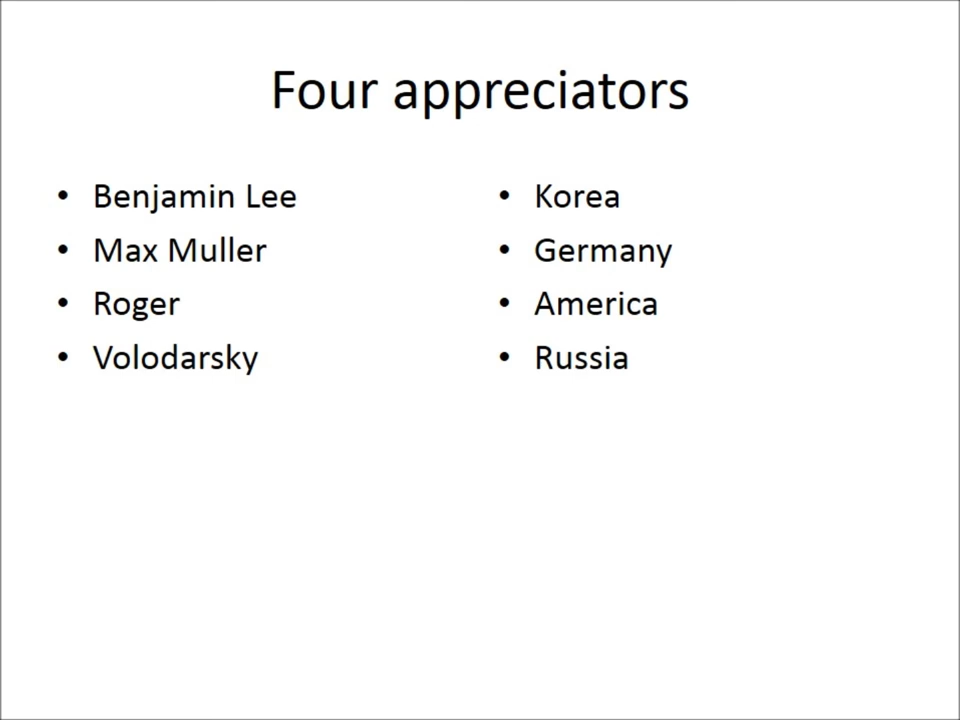 Four appreciators
• Benjamin Lee
• Max Muller
• Roger
• Volodarsky
• Korea
• Germany
• America
• Russia